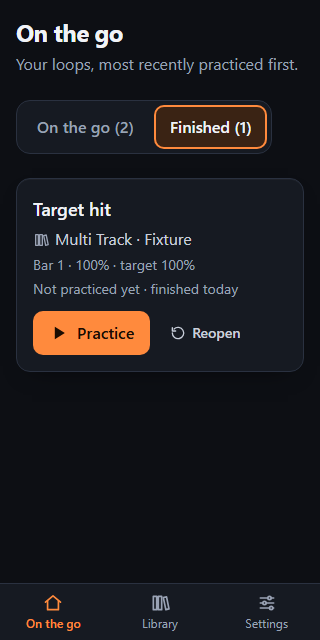 On the go
Your loops, most recently practiced first.
On the go (2)
Finished (1)
Target hit
Multi Track · Fixture
Bar 1 · 100% · target 100%
Not practiced yet · finished today
Practice
Reopen
On the go
Library
Settings